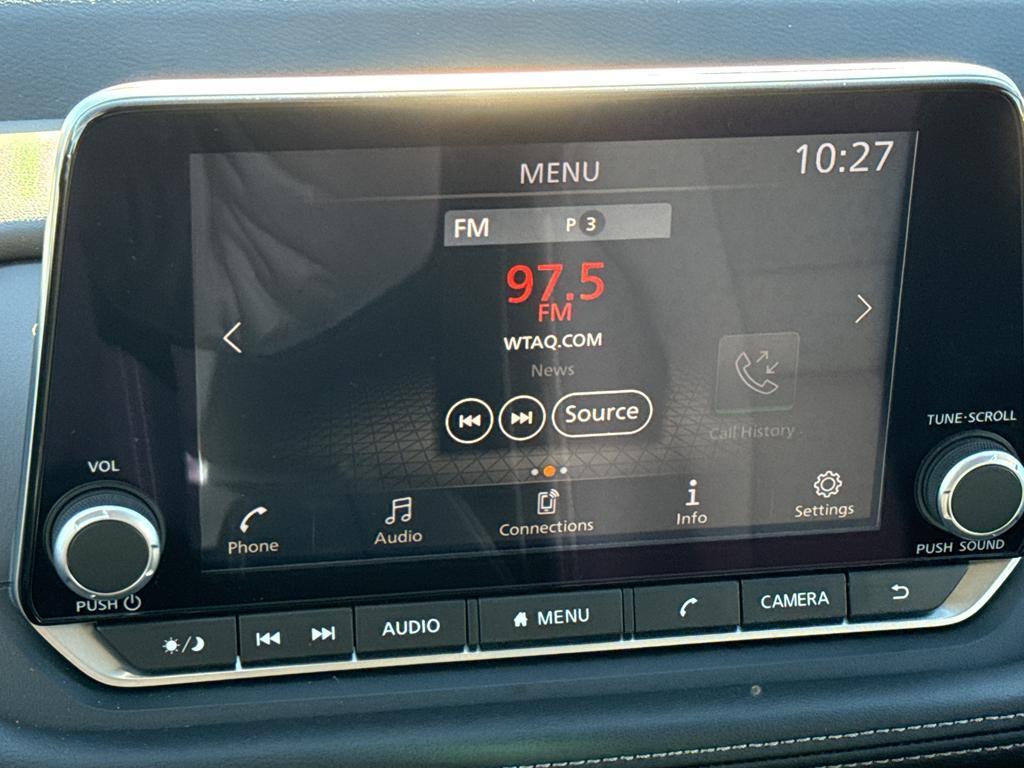 MENU
10:27
FM P 3
97.5
FM
WTAQ.COM
News
Source
Call History
Phone
Audio
Connections
Info
Settings
VOL
PUSH
TUNE·SCROLL
PUSH SOUND
AUDIO
MENU
CAMERA